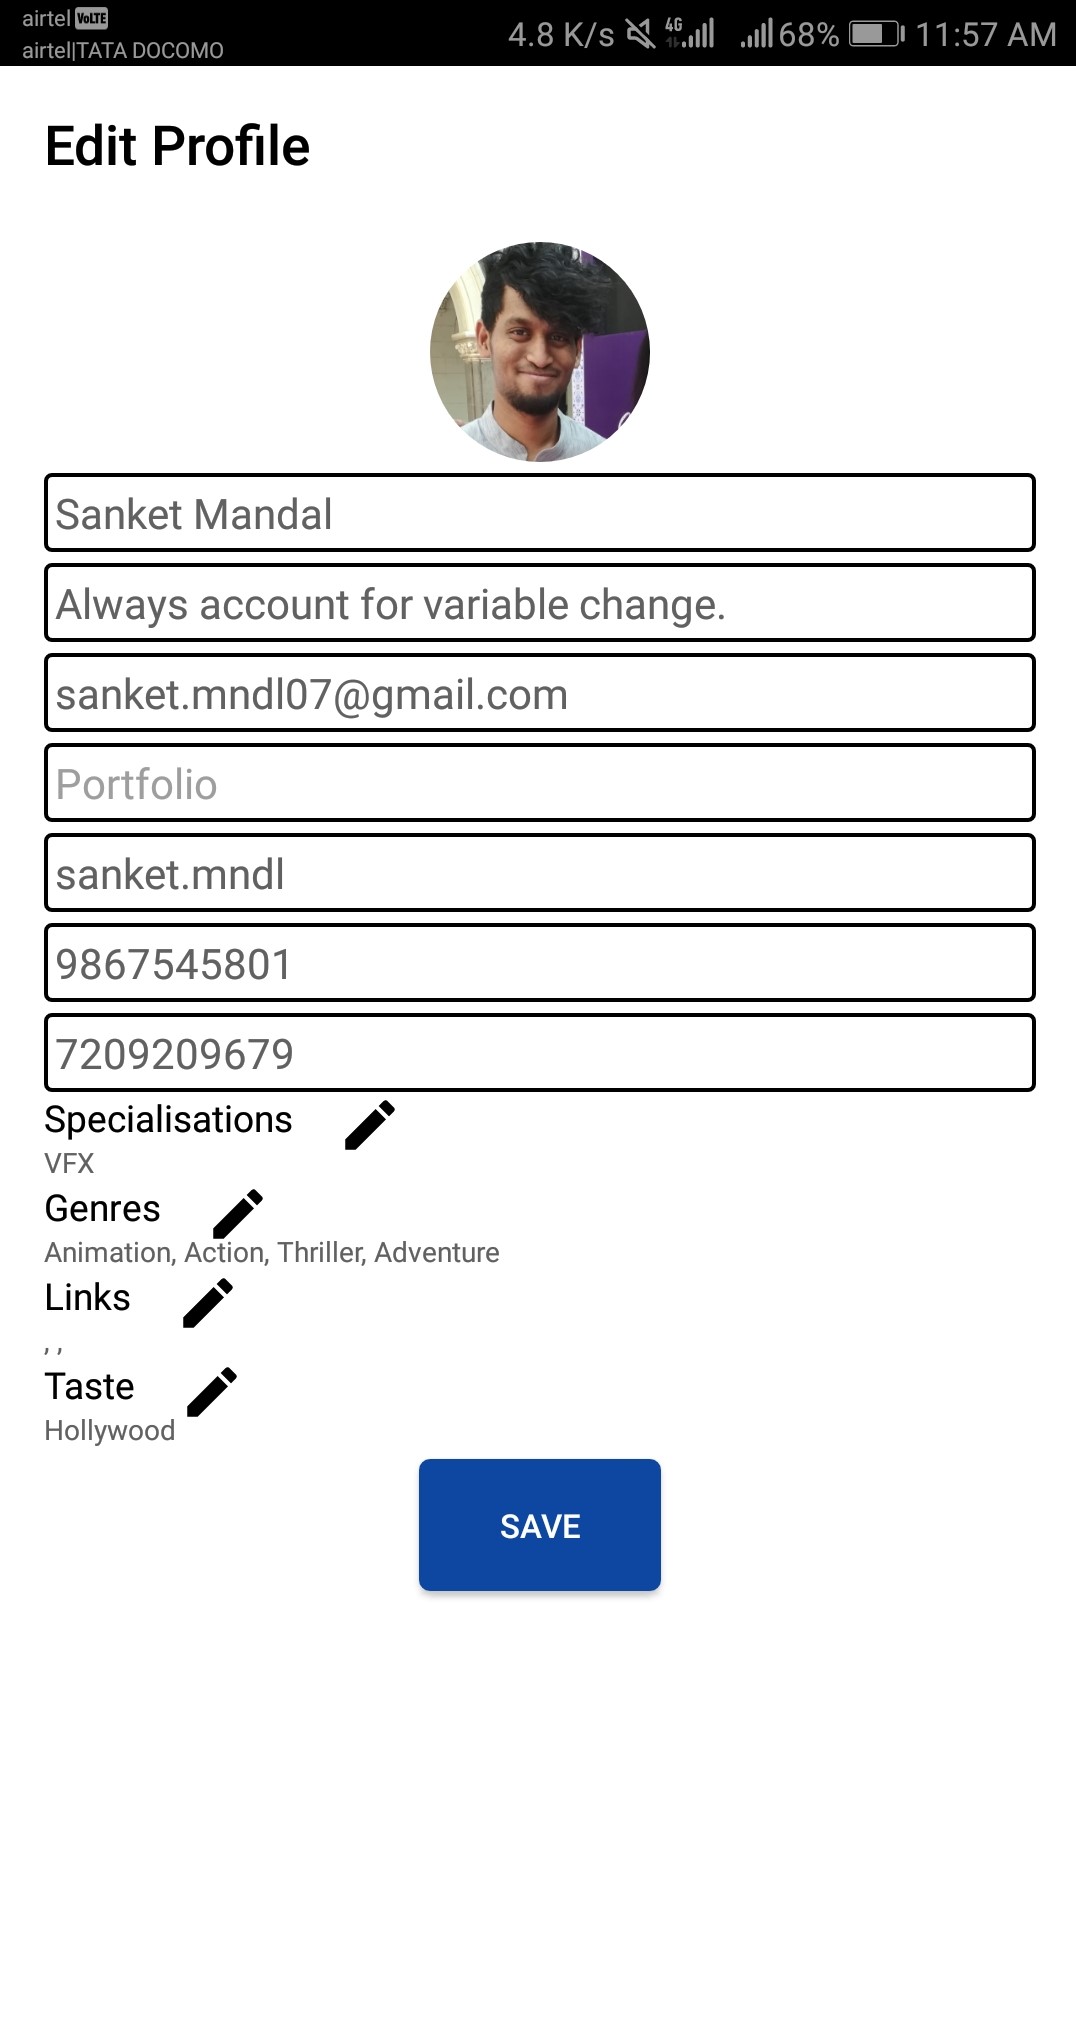 airtel VoLTE
airtel|TATA DOCOMO
4.8 K/s 4G 68% 11:57 AM
Edit Profile
Sanket Mandal
Always account for variable change.
sanket.mndl07@gmail.com
Portfolio
sanket.mndl
9867545801
7209209679
Specialisations
VFX
Genres
Animation, Action, Thriller, Adventure
Links
, ,
Taste
Hollywood
SAVE